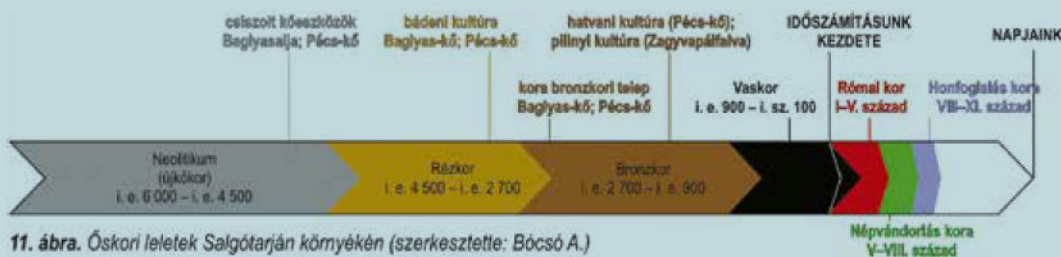 csiszolt kőeszközök
Baglyasalja; Pécs-kő
bádeni kultúra
Baglyas-kő; Pécs-kő
hatvani kultúra (Pécs-kő);
pilinyi kultúra (Zagyvapálfalva)
IDŐSZÁMÍTÁSUNK
KEZDETE
NAPJAINK
kora bronzkori telep
Baglyas-kő; Pécs-kő
Vaskor
i. e. 900 – i. sz. 100
Római kor
I–V. század
Honfoglalás kora
VIII–XI. század
Neolitikum
(újkőkor)
i. e. 6 000 – i. e. 4 500
Rézkor
i. e. 4 500 – i. e. 2 700
Bronzkor
i. e. 2 700 – i. e. 900
Népvándorlás kora
V–VIII. század
11. ábra. Őskori leletek Salgótarján környékén (szerkesztette: Bócsó A.)